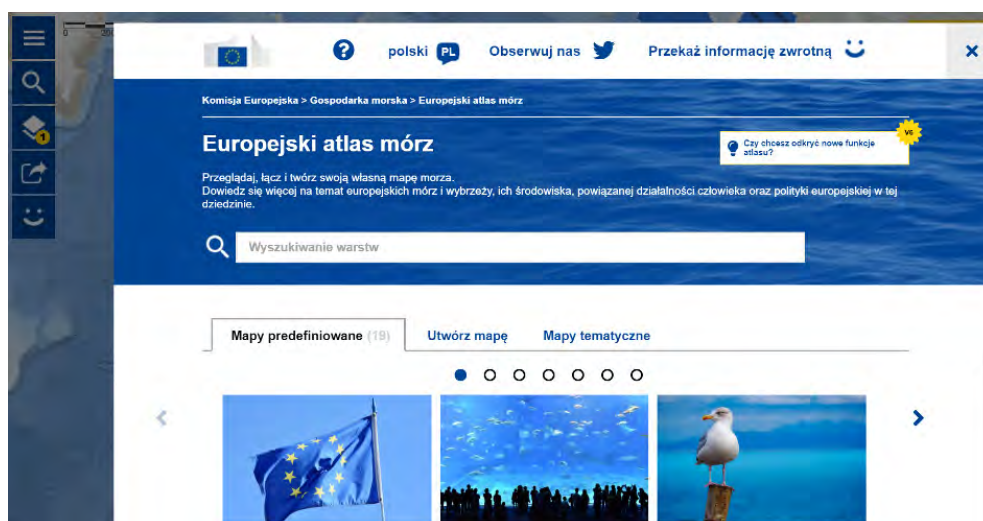 polski PL Obserwuj nas Przekaż informację zwrotną
Komisja Europejska > Gospodarka morska > Europejski atlas mórz
Europejski atlas mórz
V6
Czy chcesz odkryć nowe funkcje
atlasu?
Przeglądaj, łącz i twórz swoją własną mapę morza.
Dowiedz się więcej na temat europejskich mórz i wybrzeży, ich środowiska, powiązanej działalności człowieka oraz polityki europejskiej w tej
dziedzinie.
Wyszukiwanie warstw
Mapy predefiniowane (19) Utwórz mapę Mapy tematyczne
1